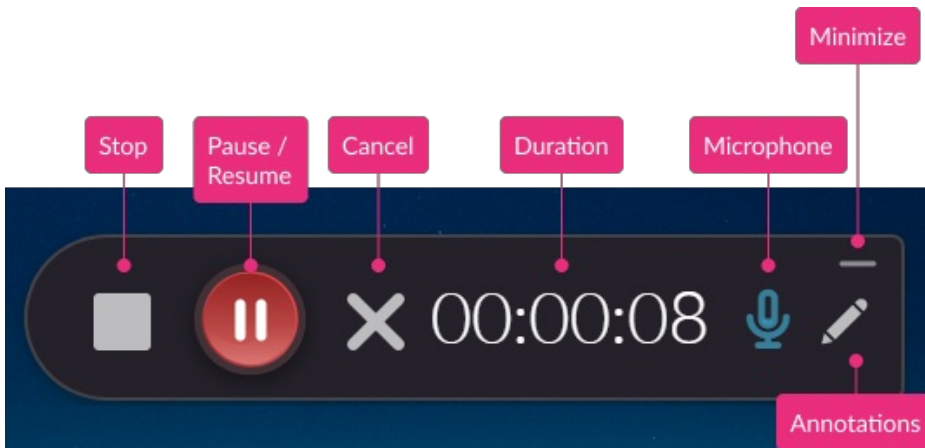 Minimize
Stop
Pause /
Resume
Cancel
Duration
Microphone
00:00:08
Annotations